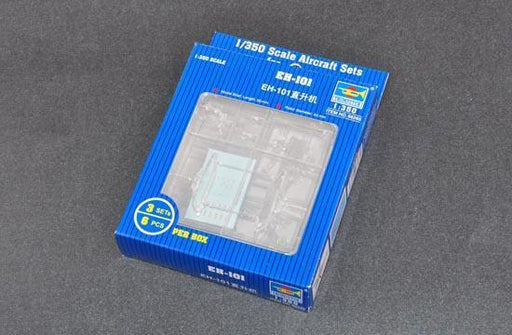 1/350 Scale Aircraft Sets
1:350 SCALE
EH-101
EH-101直升机
1:350
3 SETS
6 PCS
PER BOX
EH-101
EH-101直升机